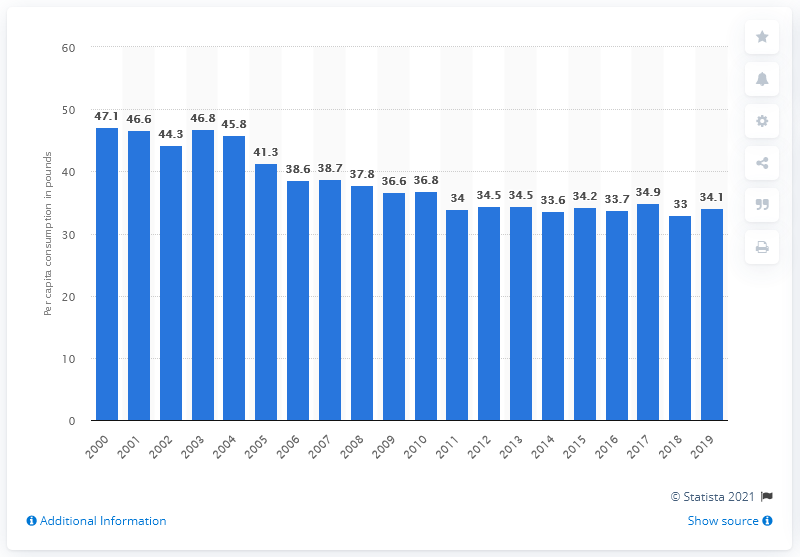 60
50
40
30
20
10
0
Per capita consumption in pounds
47.1 46.6 44.3 46.8 45.8 41.3 38.6 38.7 37.8 36.6 36.8 34 34.5 34.5 33.6 34.2 33.7 34.9 33 34.1
2000 2001 2002 2003 2004 2005 2006 2007 2008 2009 2010 2011 2012 2013 2014 2015 2016 2017 2018 2019
© Statista 2021
Additional Information
Show source